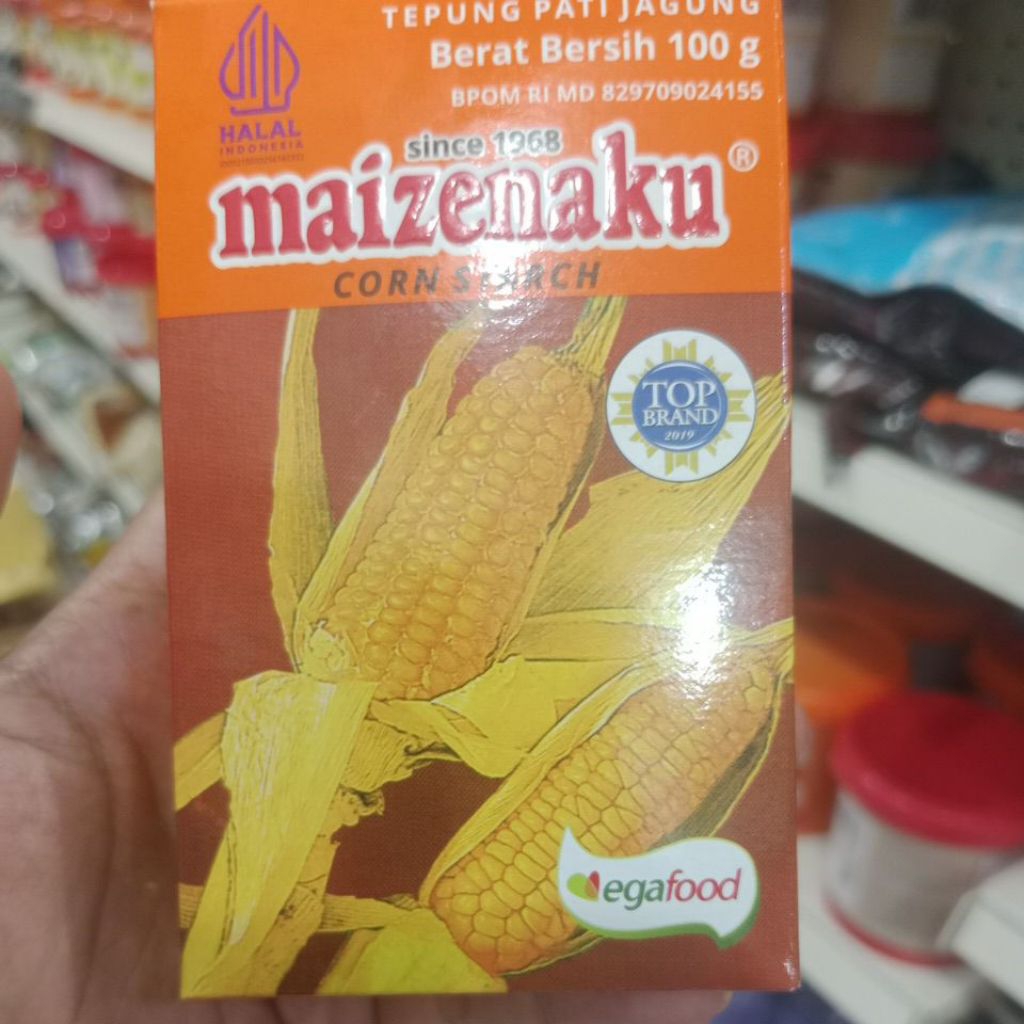 TEPUNG PATI JAGUNG
Berat Bersih 100 g
BPOM RI MD 829709024155
HALAL
INDONESIA
since 1968
maizenaku®
CORN STARCH
TOP
BRAND
2019
egafood